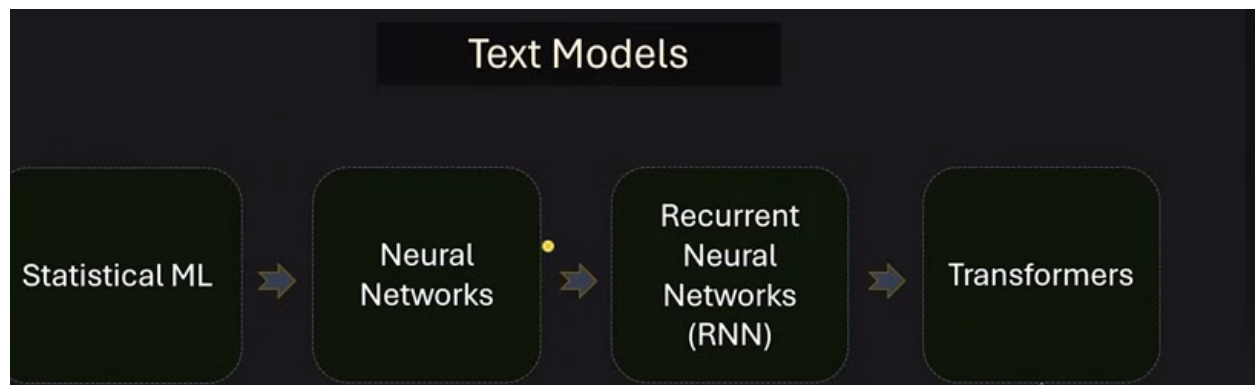 Text Models
Statistical ML
Neural
Networks
Recurrent
Neural
Networks
(RNN)
Transformers